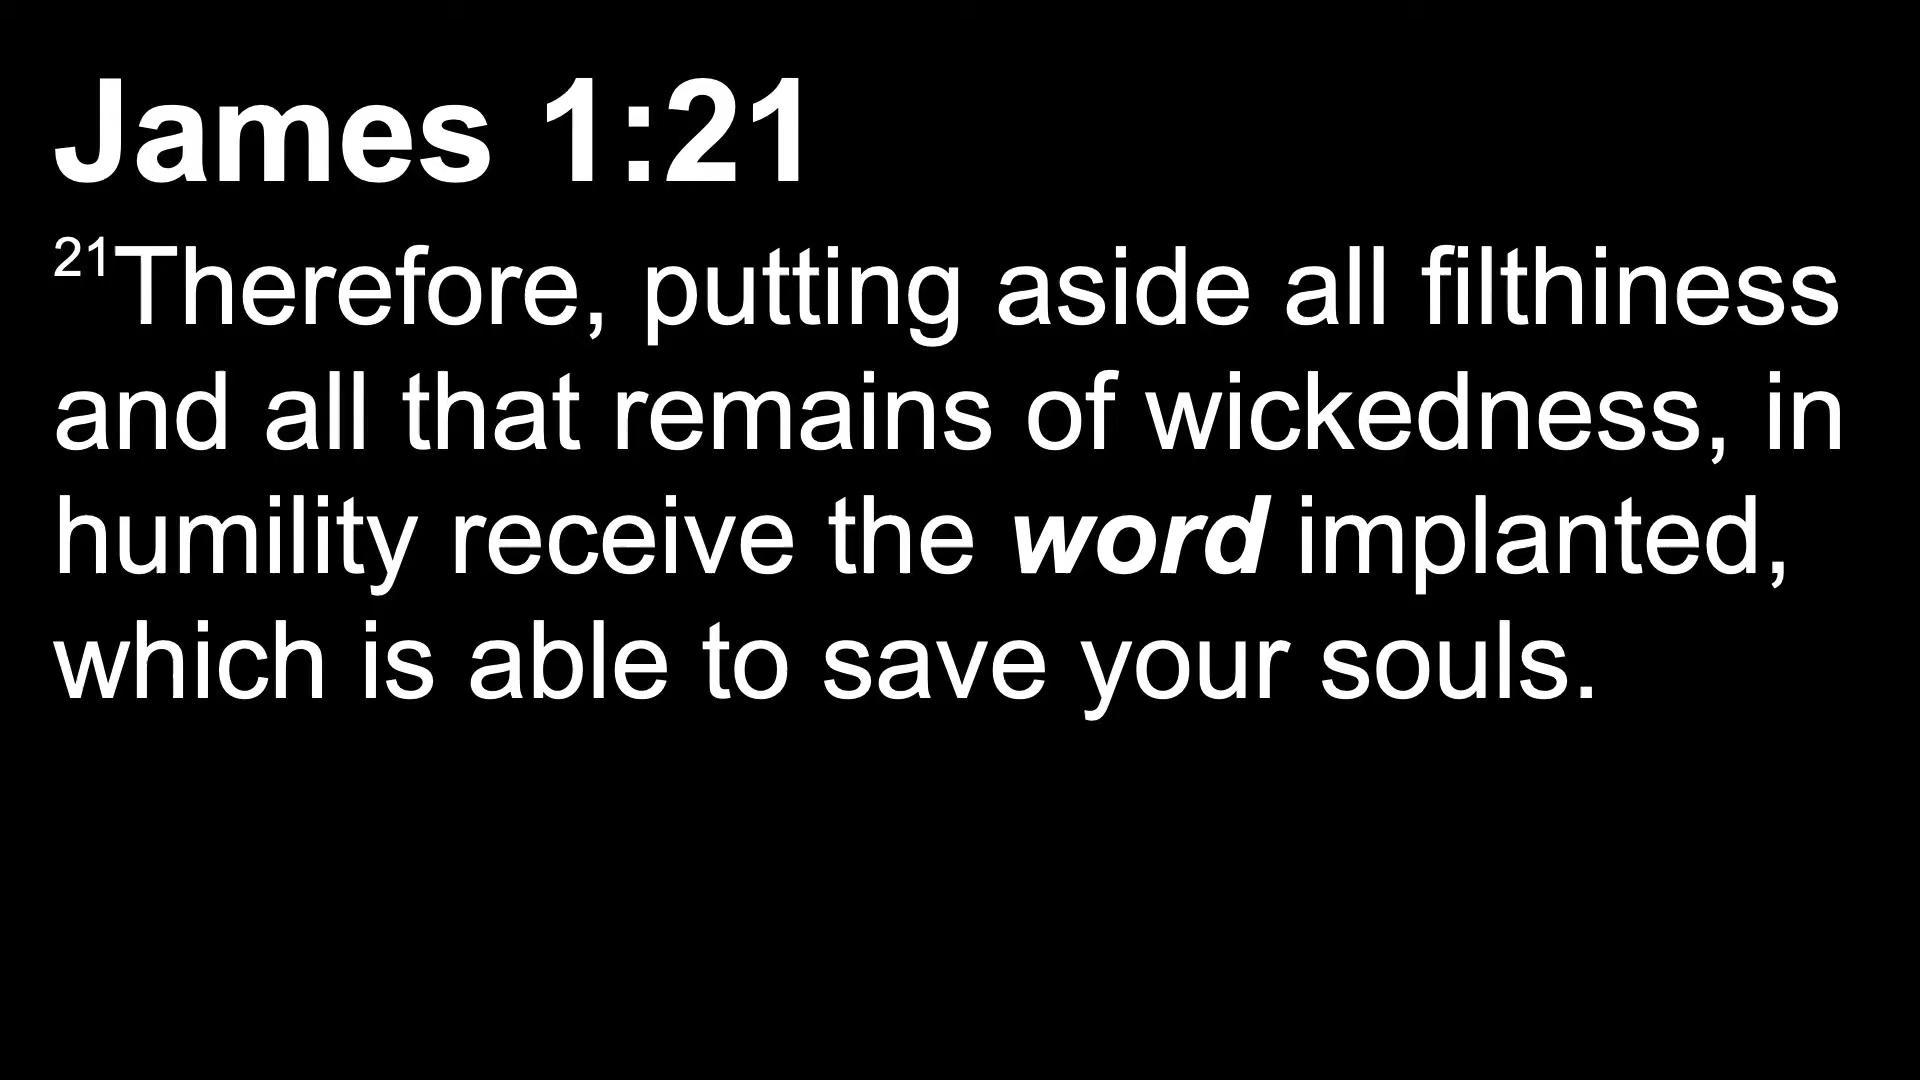 James 1:21
21Therefore, putting aside all filthiness
and all that remains of wickedness, in
humility receive the word implanted,
which is able to save your souls.